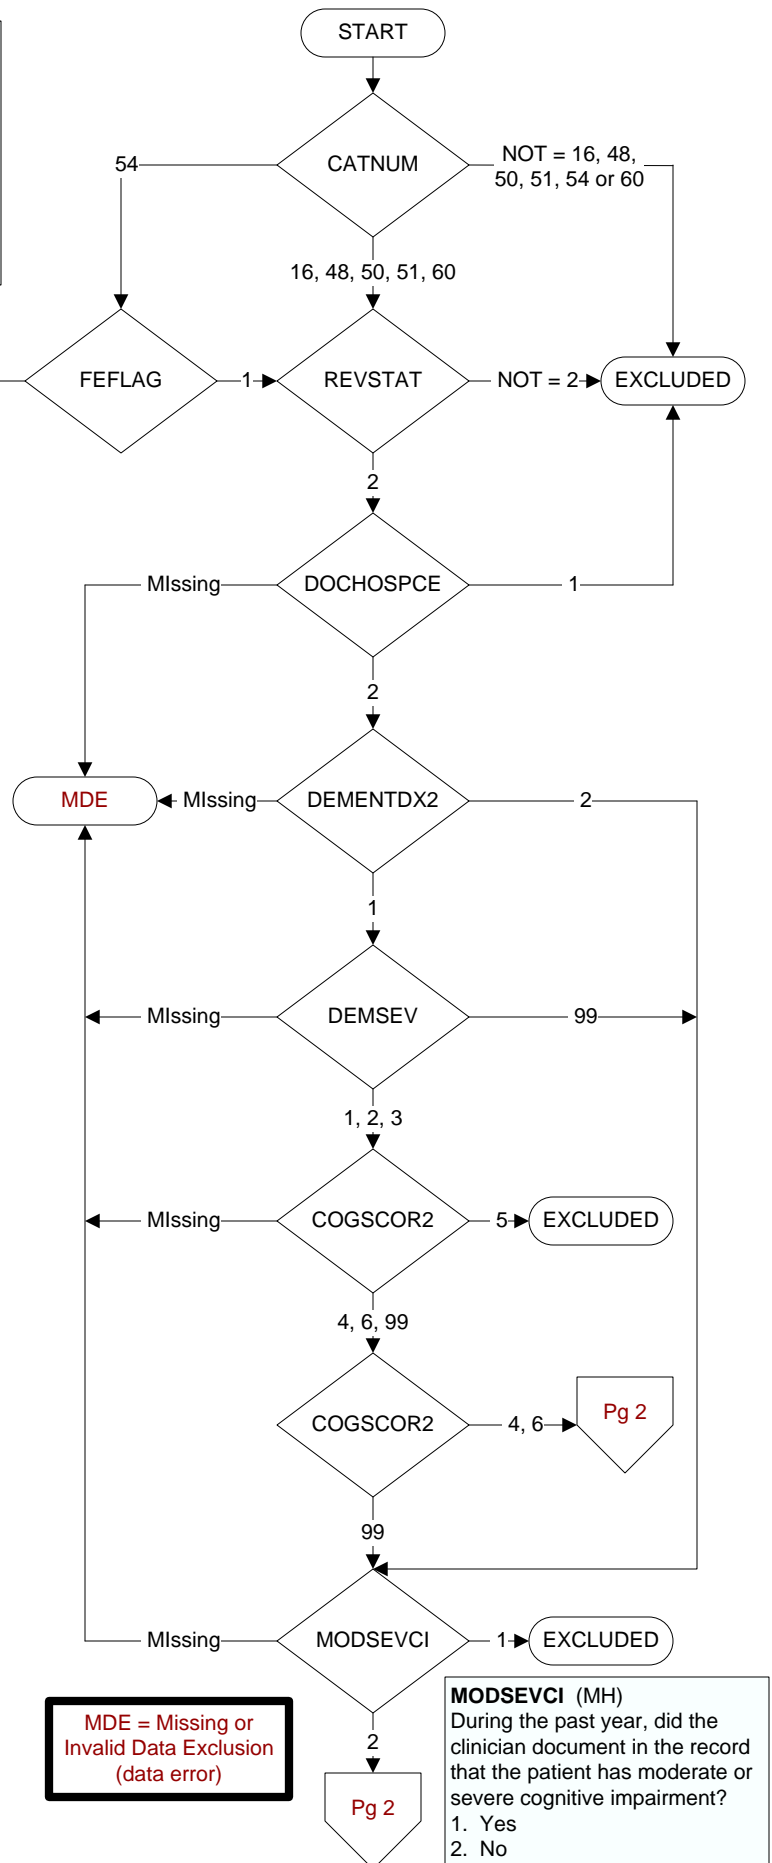 START
CATNUM
54
NOT = 16, 48,
50, 51, 54 or 60
16, 48, 50, 51, 60
FEFLAG
1
REVSTAT
NOT = 2
EXCLUDED
2
MIssing
DOCHOSPCE
1
2
MDE
MIssing
DEMENTDX2
2
1
MIssing
DEMSEV
99
1, 2, 3
MIssing
COGSCOR2
5
EXCLUDED
4, 6, 99
COGSCOR2
4, 6
Pg 2
99
MIssing
MODSEVCI
1
EXCLUDED
2
Pg 2
MDE = Missing or
Invalid Data Exclusion
(data error)
MODSEVCI (MH)
During the past year, did the
clinician document in the record
that the patient has moderate or
severe cognitive impairment?
1. Yes
2. No